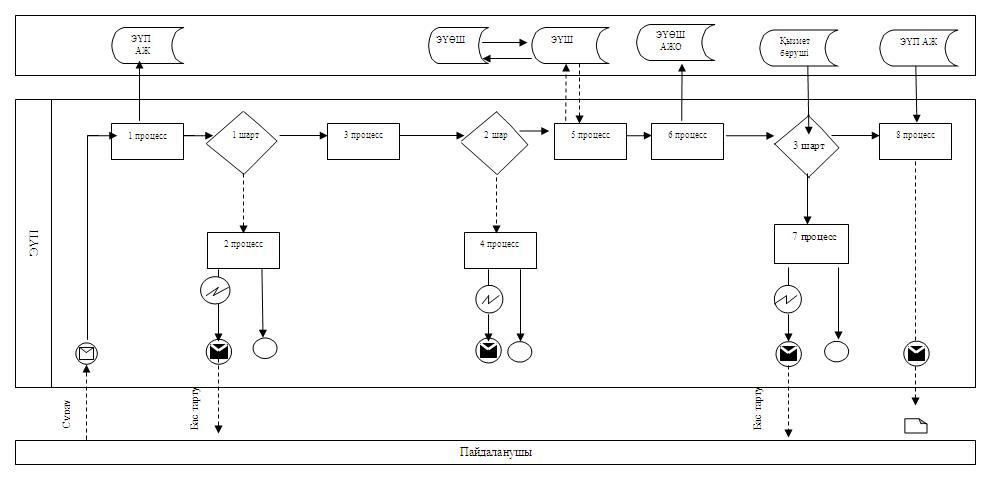 ЭҮП
АЖ
ЭҮӨШ
ЭҮШ
ЭҮӨШ
АЖО
Қызмет
беруші
ЭҮП АЖ
1 процесс
1 шарт
3 процесс
2 шар
5 процесс
6 процесс
3 шарт
8 процесс
ЭҮП
2 процесс
4 процесс
7 процесс
Сұрау
Бас тарту
Бас тарту
Пайдаланушы